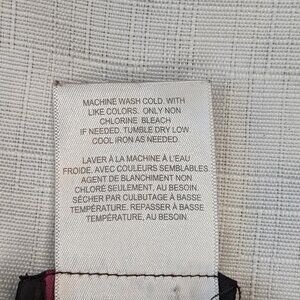 MACHINE WASH COLD. WITH
LIKE COLORS. ONLY NON
CHLORINE BLEACH
IF NEEDED. TUMBLE DRY LOW
COOL IRON AS NEEDED
LAVER À LA MACHINE À L'EAU
FROIDE. AVEC COULEURS SEMBLABLES
AGENT DE BLANCHIMENT NON
CHLORÉ SEULEMENT, AU BESOIN.
SÉCHER PAR CULBUTAGE À BASSE
TEMPÉRATURE. REPASSER À BASSE
TEMPÉRATURE, AU BESOIN.